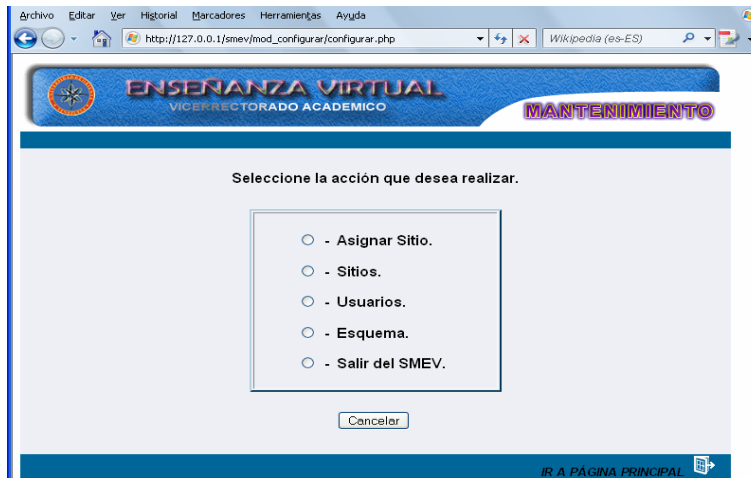 Archivo Editar Ver Historial Marcadores Herramientas Ayuda
http://127.0.0.1/smev/mod_configurar/configurar.php
Wikipedia (es-ES)
ENSEÑANZA VIRTUAL
VICERRECTORADO ACADEMICO
MANTENIMIENTO
Seleccione la acción que desea realizar.
- Asignar Sitio.
- Sitios.
- Usuarios.
- Esquema.
- Salir del SMEV.
Cancelar
IR A PÁGINA PRINCIPAL